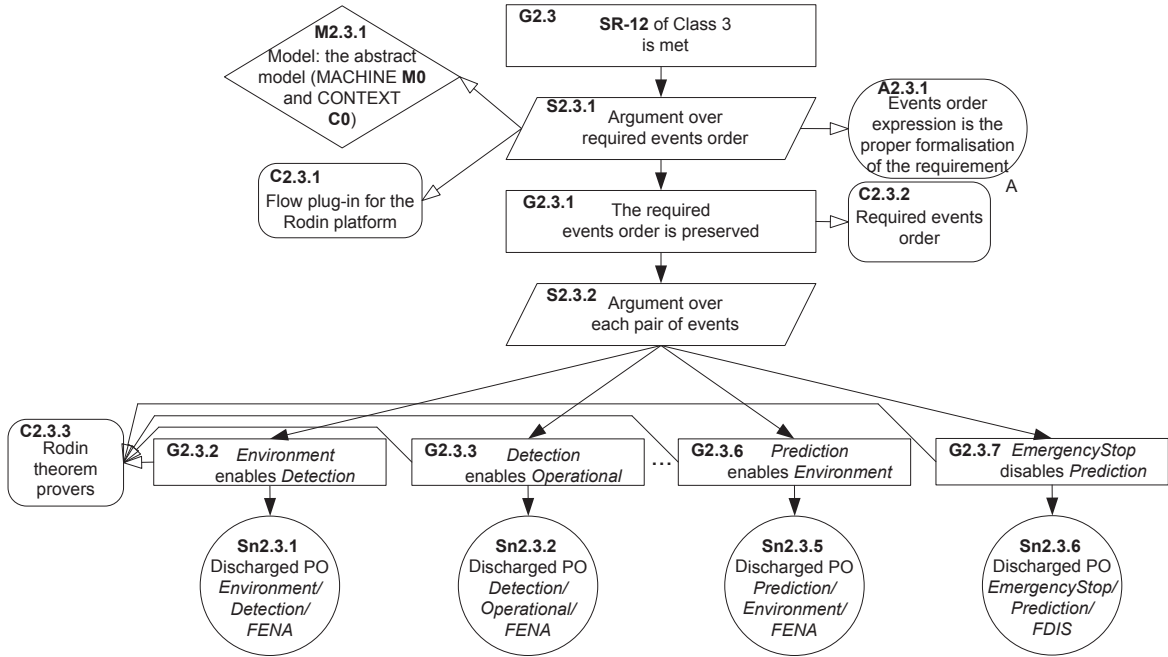 M2.3.1
Model: the abstract
model (MACHINE M0
and CONTEXT
C0)
G2.3
SR-12 of Class 3
is met
S2.3.1
Argument over
required events order
A2.3.1
Events order
expression is the
proper formalisation
of the requirement
A
C2.3.1
Flow plug-in for the
Rodin platform
G2.3.1
The required
events order is preserved
C2.3.2
Required events
order
S2.3.2
Argument over
each pair of events
C2.3.3
Rodin
theorem
provers
G2.3.2 Environment
enables Detection
G2.3.3 Detection
enables Operational
...
G2.3.6 Prediction
enables Environment
G2.3.7 EmergencyStop
disables Prediction
Sn2.3.1
Discharged PO
Environment/
Detection/
FENA
Sn2.3.2
Discharged PO
Detection/
Operational/
FENA
Sn2.3.5
Discharged PO
Prediction/
Environment/
FENA
Sn2.3.6
Discharged PO
EmergencyStop/
Prediction/
FDIS